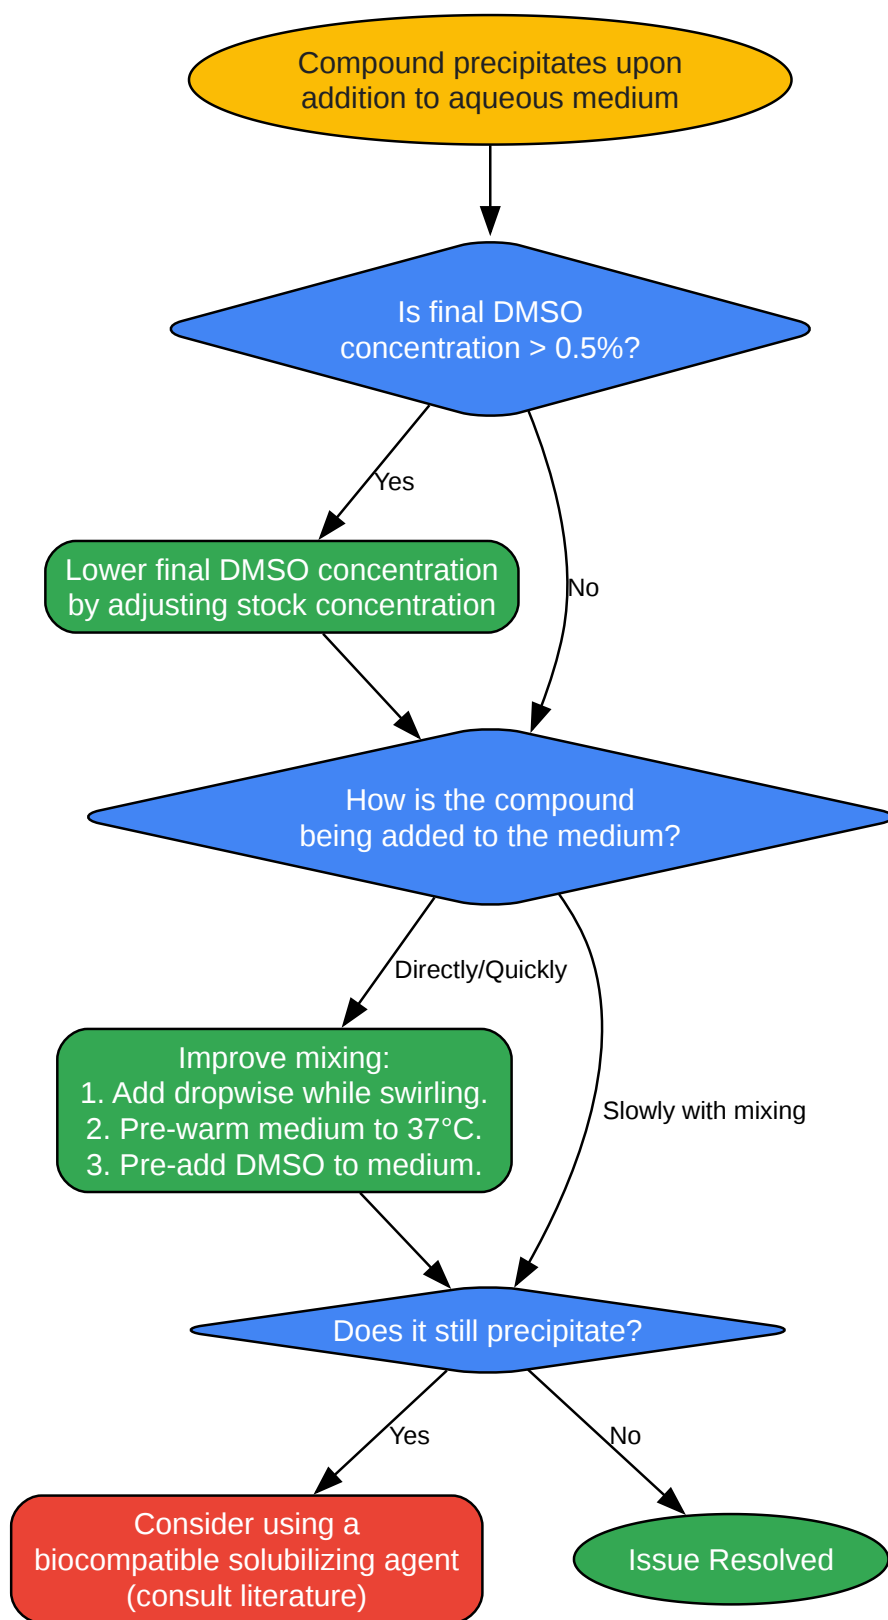 Compound precipitates upon
addition to aqueous medium
Is final DMSO
concentration > 0.5%?
Yes
Lower final DMSO concentration
by adjusting stock concentration
No
How is the compound
being added to the medium?
Directly/Quickly
Improve mixing:
1. Add dropwise while swirling.
2. Pre-warm medium to 37°C.
3. Pre-add DMSO to medium.
Slowly with mixing
Does it still precipitate?
Yes
No
Consider using a
biocompatible solubilizing agent
(consult literature)
Issue Resolved